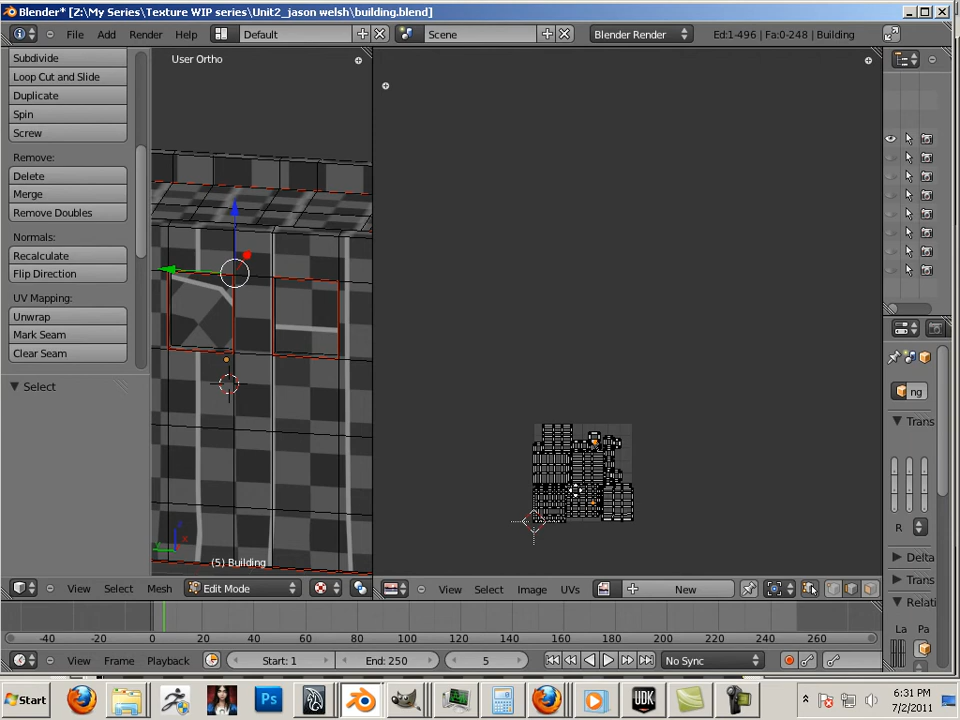 Blender* [Z:\My Series\Texture WIP series\Unit2_jason welsh\building.blend]
File Add Render Help Default Scene Blender Render Ed:1-496 | Fa:0-248 | Building
Subdivide
Loop Cut and Slide
Duplicate
Spin
Screw
Remove:
Delete
Merge
Remove Doubles
Normals:
Recalculate
Flip Direction
UV Mapping:
Unwrap
Mark Seam
Clear Seam
Select
User Ortho
(5) Building
ng
Trans
R
Delta
Trans
Relati
La Pa
View Select Mesh Edit Mode
View Select Image UVs New
-40 -20 0 20 40 60 80 100 120 140 160 180 200 220 240 260
View Frame Playback Start: 1 End: 250 5 No Sync
Start Ps UDK 6:31 PM
7/2/2011